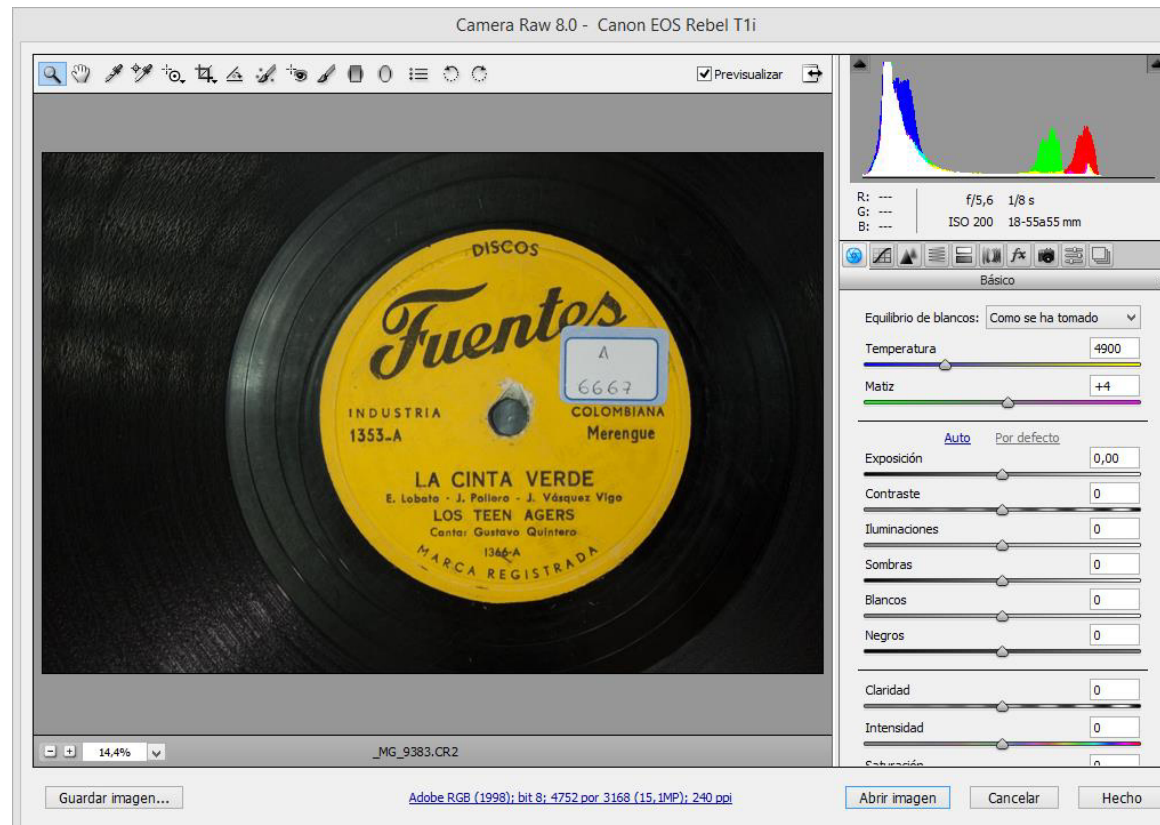 Camera Raw 8.0 - Canon EOS Rebel T1i
Previsualizar
DISCOS
Fuentes
A
6667
INDUSTRIA
COLOMBIANA
1353-A
Merengue
LA CINTA VERDE
E. Lobato - J. Pollero - J. Vásquez Vigo
LOS TEEN AGERS
Canta: Gustavo Quintero
1366-A
MARCA REGISTRADA
14,4%
_MG_9383.CR2
R: ---
G: ---
B: ---
f/5,6 1/8 s
ISO 200 18-55a55 mm
Básico
Equilibrio de blancos: Como se ha tomado
Temperatura 4900
Matiz +4
Auto Por defecto
Exposición 0,00
Contraste 0
Iluminaciones 0
Sombras 0
Blancos 0
Negros 0
Claridad 0
Intensidad 0
Saturación 0
Guardar imagen...
Adobe RGB (1998); bit 8; 4752 por 3168 (15,1MP); 240 ppi
Abrir imagen
Cancelar
Hecho